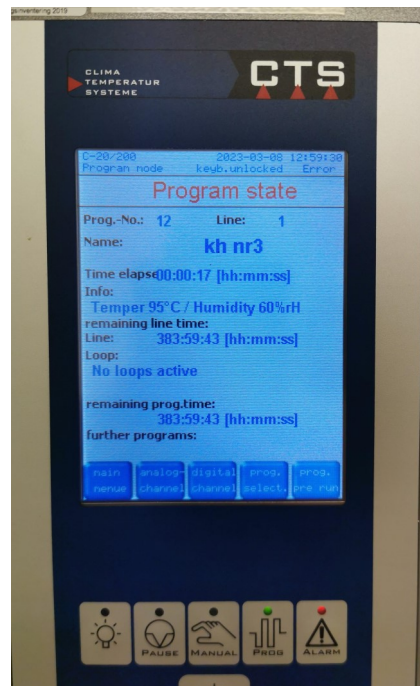 gsinventering 2019
CLIMA
TEMPERATUR
SYSTEME
CTS
C-20/200 2023-03-08 12:59:30
Program mode keyb.unlocked Error
Program state
Prog.-No.: 12 Line: 1
Name: kh nr3
Time elapse00:00:17 [hh:mm:ss]
Info:
Temper 95°C / Humidity 60%rH
remaining line time:
Line: 383:59:43 [hh:mm:ss]
Loop:
No loops active
remaining prog.time:
383:59:43 [hh:mm:ss]
further programs:
main analog- digital prog. prog.
menue channel channel select. pre run
PAUSE MANUAL PROG ALARM